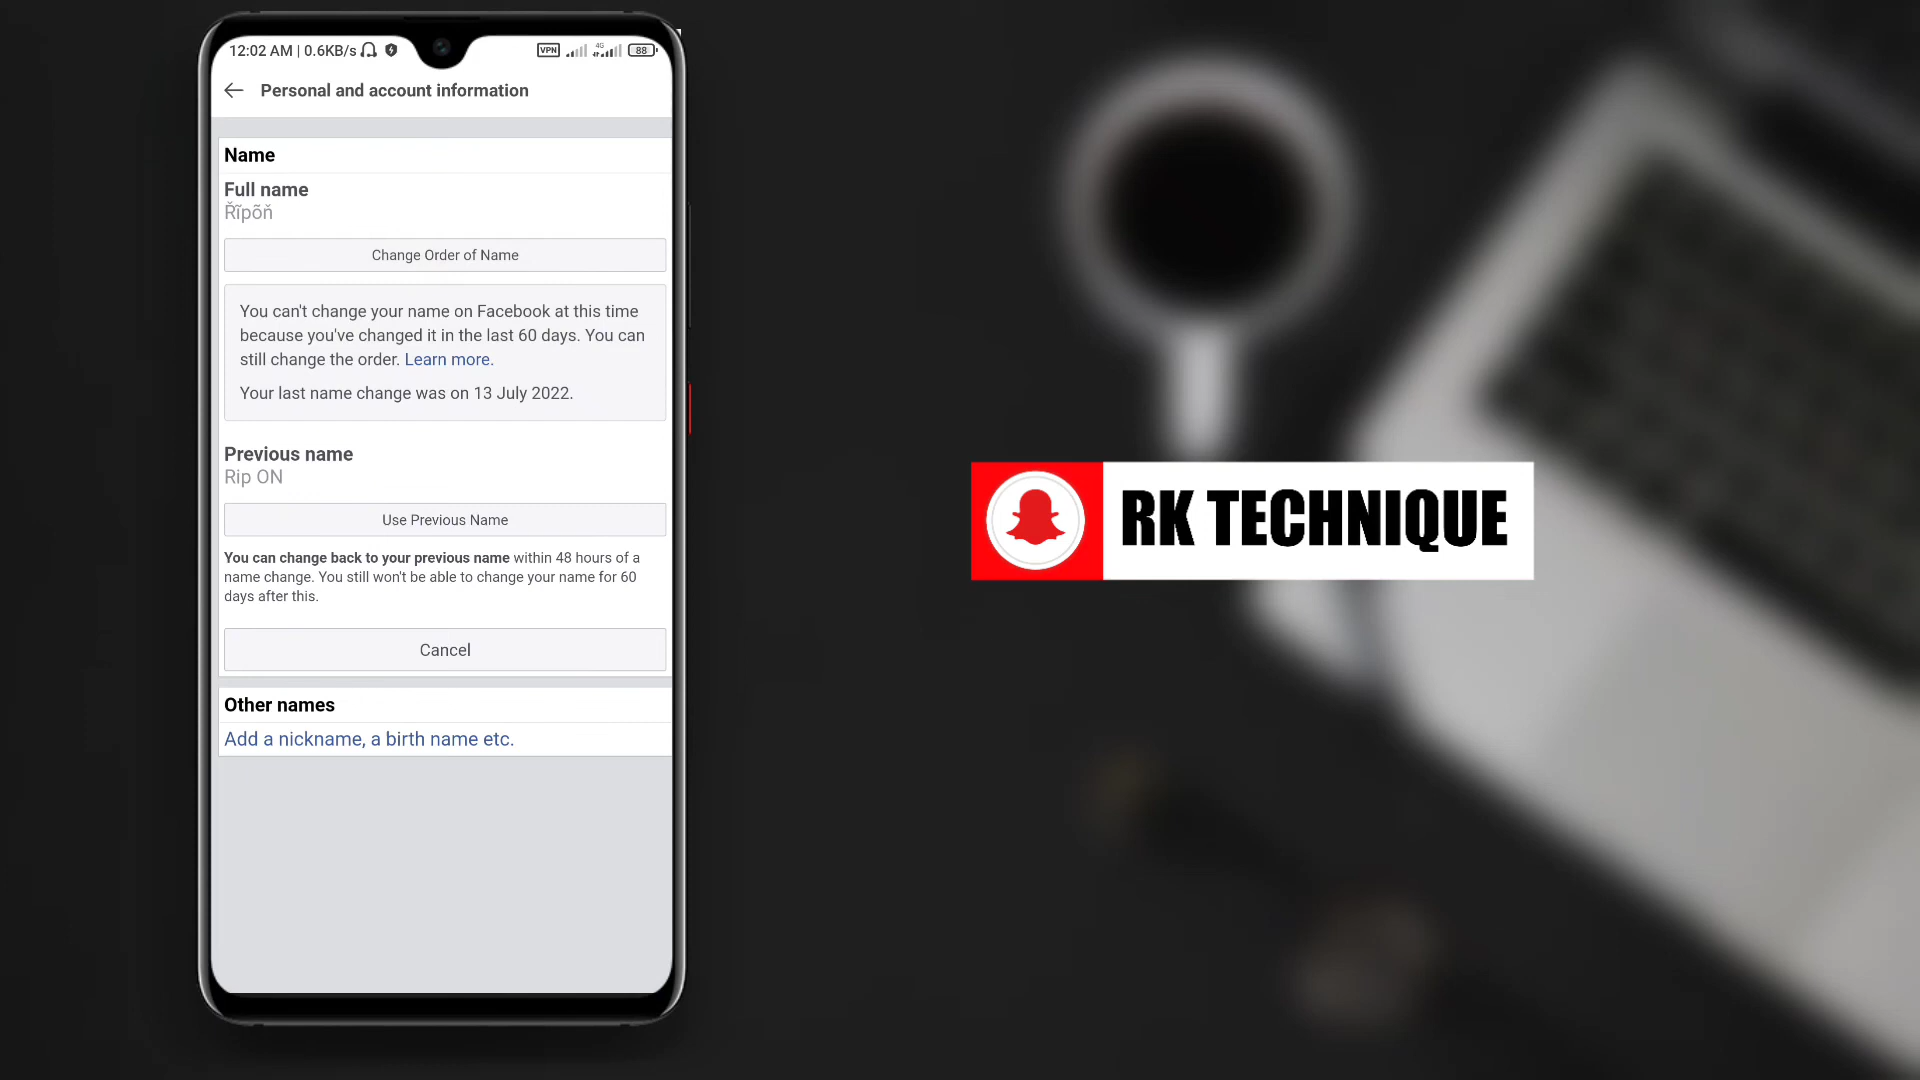 12:02 AM | 0.6KB/s VPN 4G 88
Personal and account information
Name
Full name
Řĩpõň
Change Order of Name
You can't change your name on Facebook at this time
because you've changed it in the last 60 days. You can
still change the order. Learn more.
Your last name change was on 13 July 2022.
Previous name
Rip ON
Use Previous Name
You can change back to your previous name within 48 hours of a
name change. You still won't be able to change your name for 60
days after this.
Cancel
Other names
Add a nickname, a birth name etc.
RK TECHNIQUE